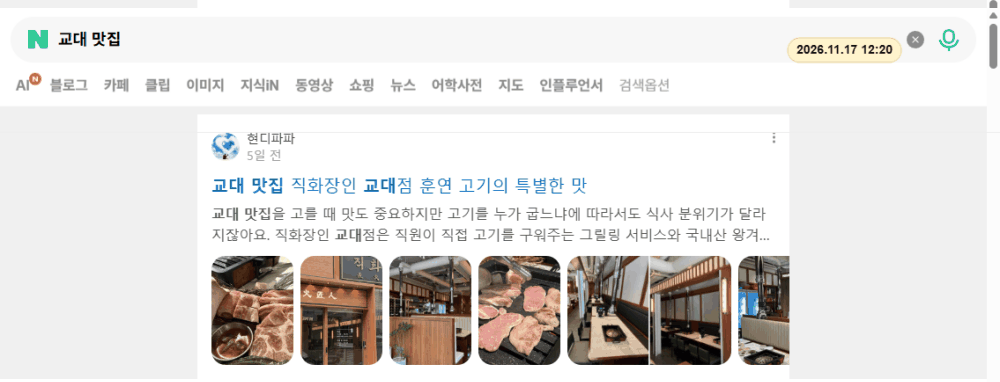 N 교대 맛집
2026.11.17 12:20
AI N 블로그 카페 클립 이미지 지식iN 동영상 쇼핑 뉴스 어학사전 지도 인플루언서 검색옵션
현디파파
5일 전
교대 맛집 직화장인 교대점 훈연 고기의 특별한 맛
교대 맛집을 고를 때 맛도 중요하지만 고기를 누가 굽느냐에 따라서도 식사 분위기가 달라
지잖아요. 직화장인 교대점은 직원이 직접 고기를 구워주는 그릴링 서비스와 국내산 왕겨...
직화
火匠人